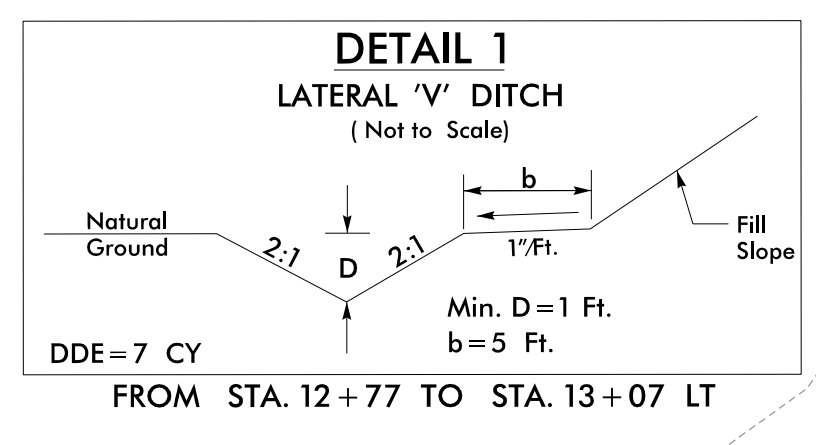 DETAIL 1
LATERAL 'V' DITCH
( Not to Scale)
b
Natural
Ground
2:1
D
2:1
1"/Ft.
Fill
Slope
Min. D=1 Ft.
b=5 Ft.
DDE=7 CY
FROM STA. 12+77 TO STA. 13+07 LT